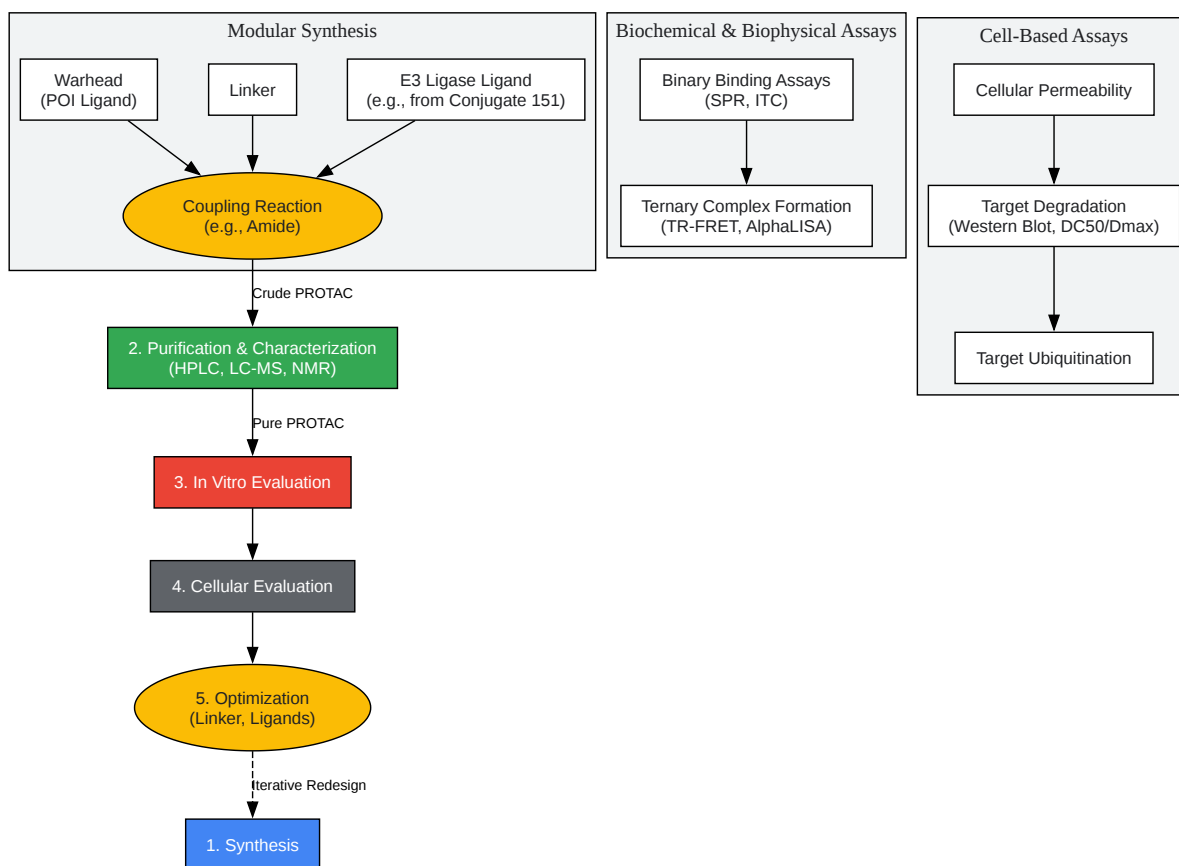 Modular Synthesis
Warhead
(POI Ligand)
Linker
E3 Ligase Ligand
(e.g., from Conjugate 151)
Coupling Reaction
(e.g., Amide)
Crude PROTAC
2. Purification & Characterization
(HPLC, LC-MS, NMR)
Pure PROTAC
3. In Vitro Evaluation
4. Cellular Evaluation
5. Optimization
(Linker, Ligands)
Iterative Redesign
1. Synthesis
Biochemical & Biophysical Assays
Binary Binding Assays
(SPR, ITC)
Ternary Complex Formation
(TR-FRET, AlphaLISA)
Cell-Based Assays
Cellular Permeability
Target Degradation
(Western Blot, DC50/Dmax)
Target Ubiquitination